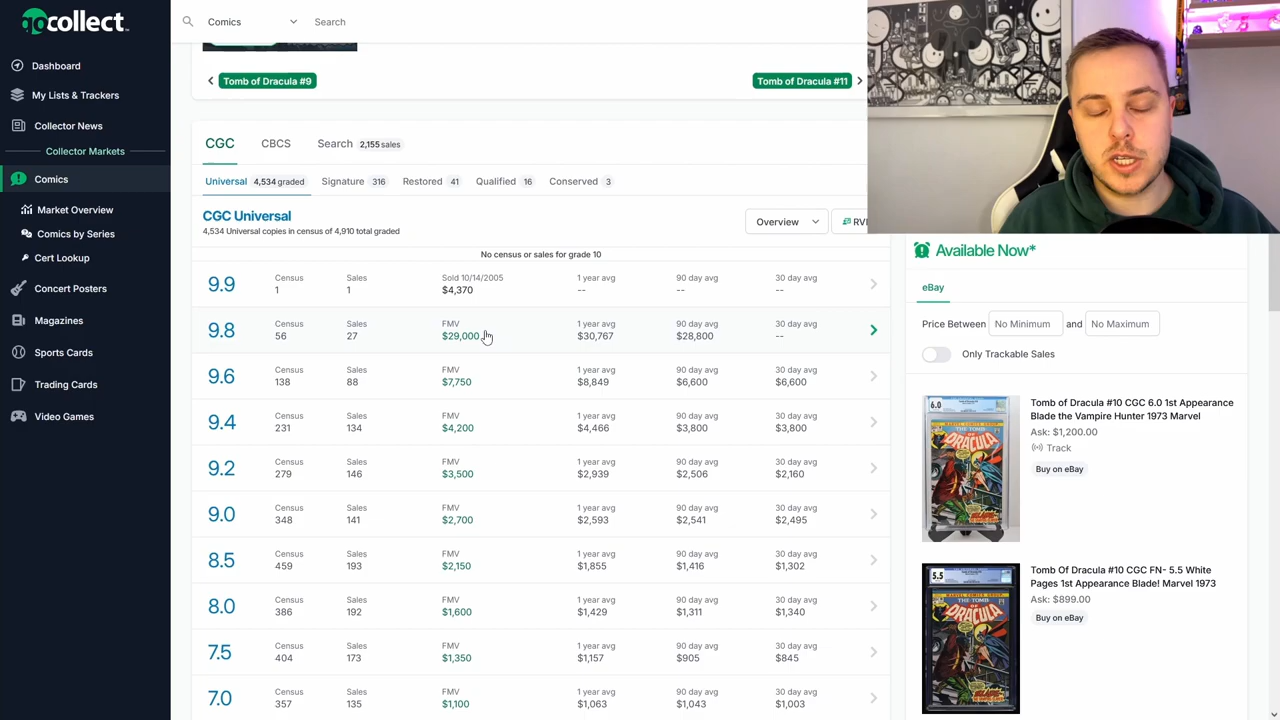 collect
Comics
Search
Dashboard
My Lists & Trackers
Collector News
Collector Markets
Comics
Market Overview
Comics by Series
Cert Lookup
Concert Posters
Magazines
Sports Cards
Trading Cards
Video Games
Tomb of Dracula #9
Tomb of Dracula #11
CGC CBCS Search 2,155 sales
Universal 4,534 graded Signature 316 Restored 41 Qualified 16 Conserved 3
CGC Universal
4,534 Universal copies in census of 4,910 total graded
Overview
No census or sales for grade 10
9.9 Census Sales Sold 10/14/2005 1 year avg 90 day avg 30 day avg
1 1 $4,370 -- -- --
9.8 Census Sales FMV 1 year avg 90 day avg 30 day avg
56 27 $29,000 $30,767 $28,800 --
9.6 Census Sales FMV 1 year avg 90 day avg 30 day avg
138 88 $7,750 $8,849 $6,600 $6,600
9.4 Census Sales FMV 1 year avg 90 day avg 30 day avg
231 134 $4,200 $4,466 $3,800 $3,800
9.2 Census Sales FMV 1 year avg 90 day avg 30 day avg
279 146 $3,500 $2,939 $2,506 $2,160
9.0 Census Sales FMV 1 year avg 90 day avg 30 day avg
348 141 $2,700 $2,593 $2,541 $2,495
8.5 Census Sales FMV 1 year avg 90 day avg 30 day avg
459 193 $2,150 $1,855 $1,416 $1,302
8.0 Census Sales FMV 1 year avg 90 day avg 30 day avg
386 192 $1,600 $1,429 $1,311 $1,340
7.5 Census Sales FMV 1 year avg 90 day avg 30 day avg
404 173 $1,350 $1,157 $905 $845
7.0 Census Sales FMV 1 year avg 90 day avg 30 day avg
135 $1,100 $1,063 $1,003
Available Now*
eBay
Price Between No Minimum and No Maximum
Only Trackable Sales
6.0
THE TOMB OF
DRACULA
Tomb of Dracula #10 CGC 6.0 1st Appearance
Blade the Vampire Hunter 1973 Marvel
Ask: $1,200.00
Track
Buy on eBay
5.5
THE TOMB OF
DRACULA
Tomb Of Dracula #10 CGC FN- 5.5 White
Pages 1st Appearance Blade! Marvel 1973
Ask: $899.00
Buy on eBay